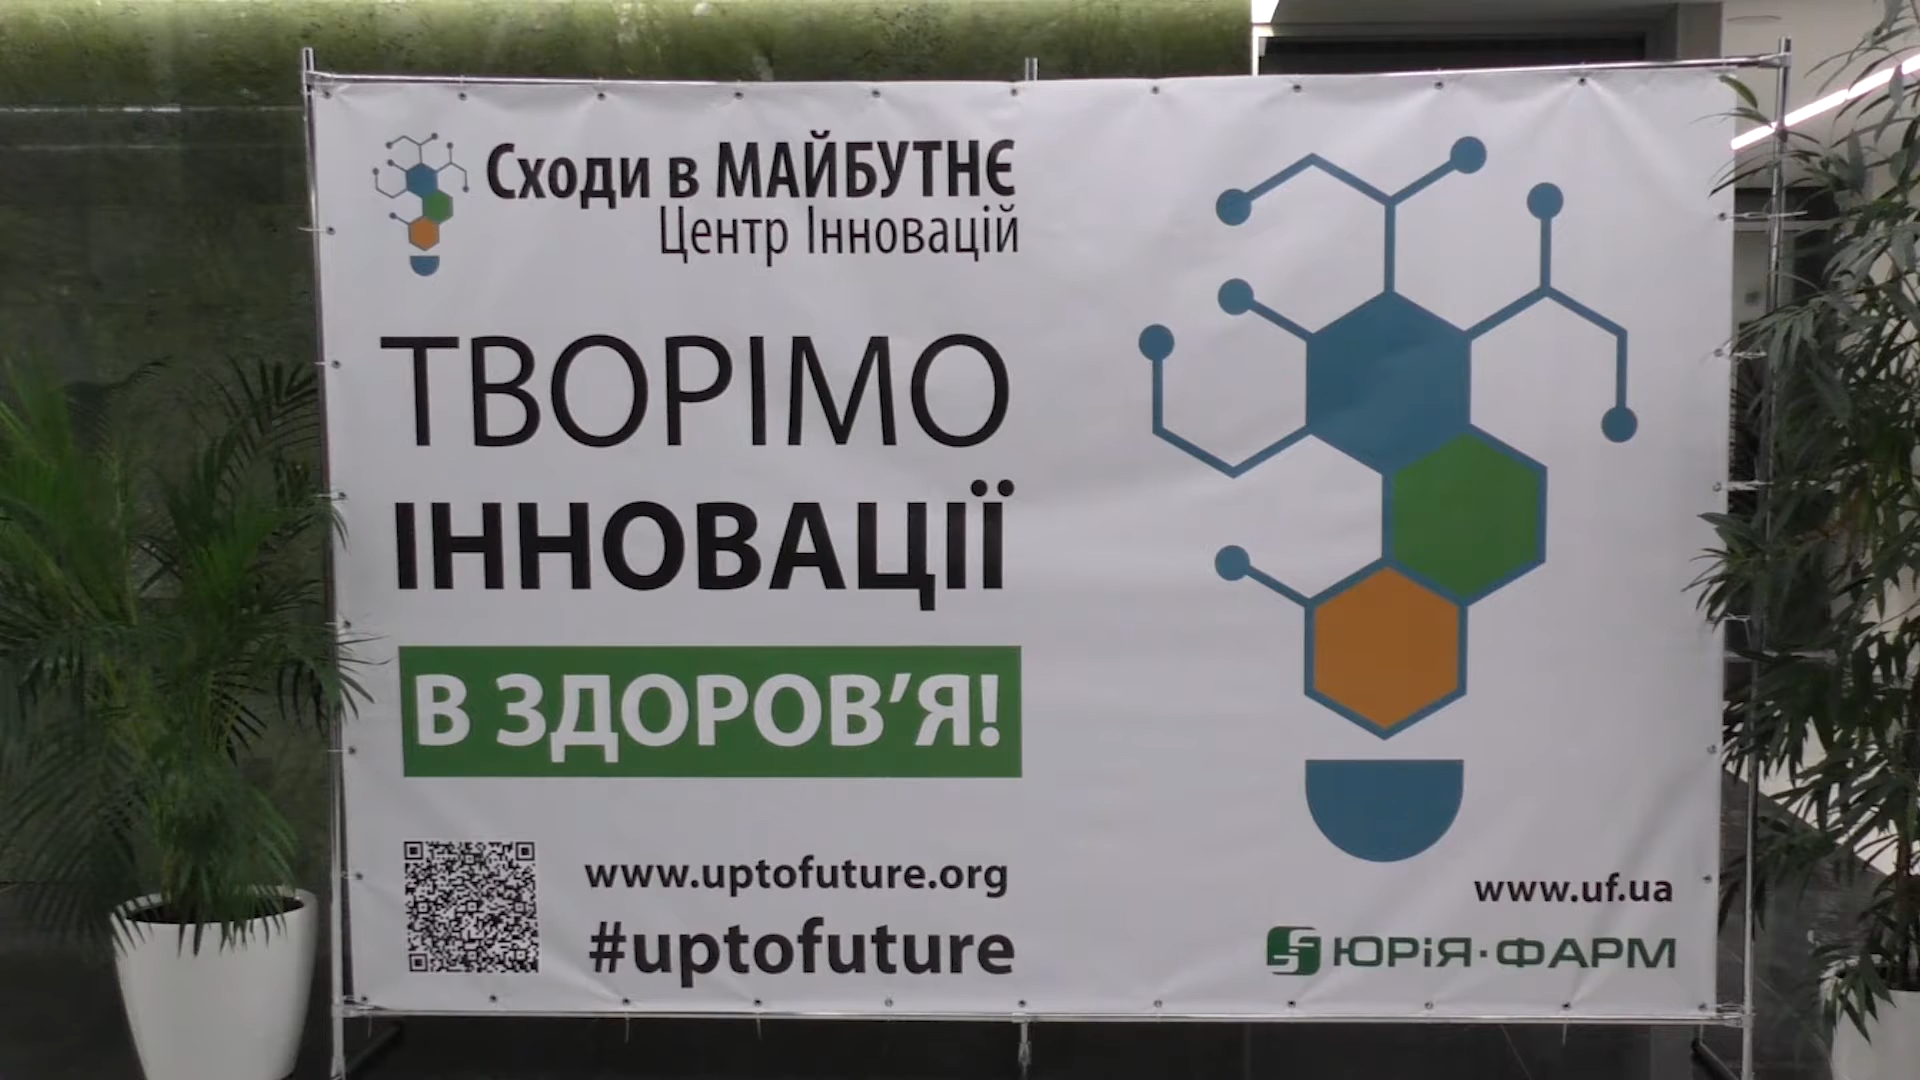 Сходи в МАЙБУТНЄ
Центр Інновацій
ТВОРІМО
ІННОВАЦІЇ
В ЗДОРОВ’Я!
www.uptofuture.org
#uptofuture
www.uf.ua
ЮРіЯ·ФАРМ